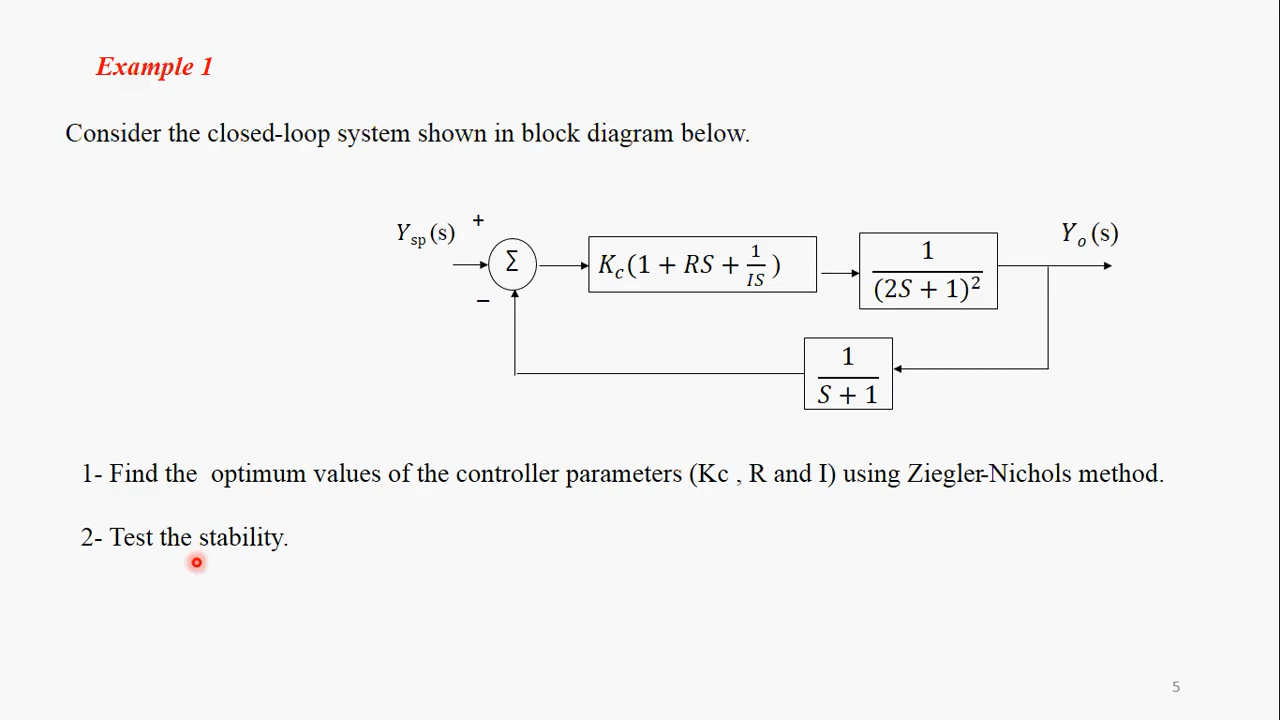 Example 1
Consider the closed-loop system shown in block diagram below.
Y_sp(s) + Σ − K_c(1 + RS + 1/IS) 1/(2S + 1)² Y_o(s)
1/(S + 1)
1- Find the optimum values of the controller parameters (Kc , R and I) using Ziegler-Nichols method.
2- Test the stability.
5